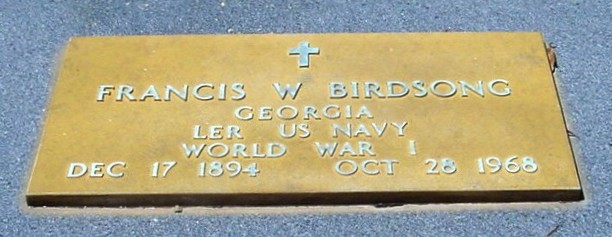 FRANCIS W BIRDSONG
GEORGIA
LER US NAVY
WORLD WAR I
DEC 17 1894 OCT 28 1968